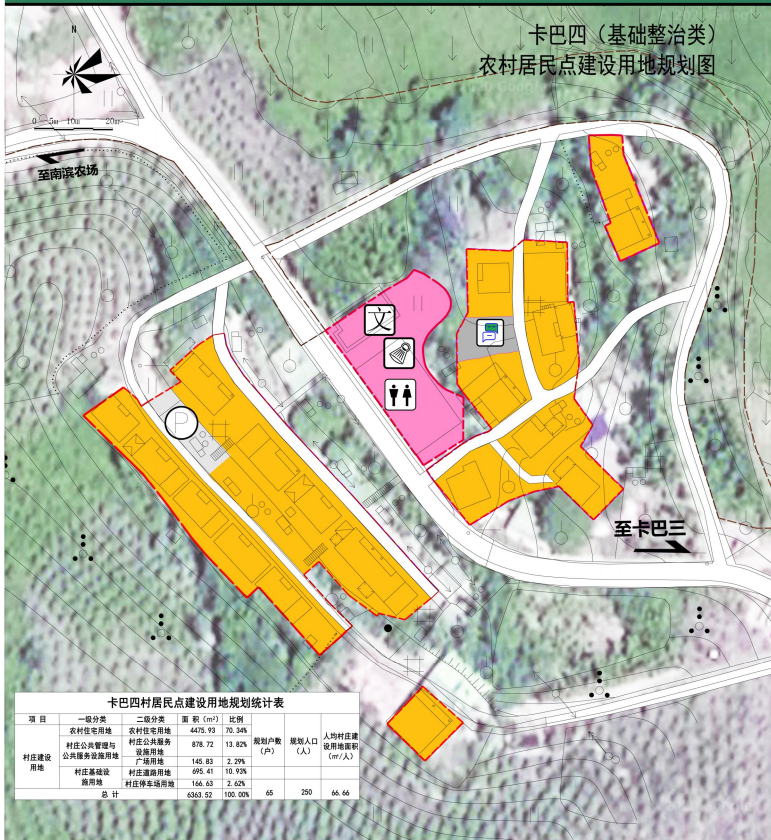 卡巴四（基础整治类）
农村居民点建设用地规划图
N
0 5m 10m 20m
至南滨农场
文
P
至卡巴三
卡巴四村居民点建设用地规划统计表
项 目 一级分类 二级分类 面 积（m²） 比例 规划户数（户） 规划人口（人） 人均村庄建设用地面积（㎡/人）
村庄建设用地 农村住宅用地 农村住宅用地 4475.93 70.34%
村庄公共管理与公共服务设施用地 村庄公共服务设施用地 878.72 13.82%
广场用地 145.83 2.29%
村庄基础设施用地 村庄道路用地 695.41 10.93%
村庄停车场用地 166.63 2.62%
总 计 6363.52 100.00% 65 250 66.66